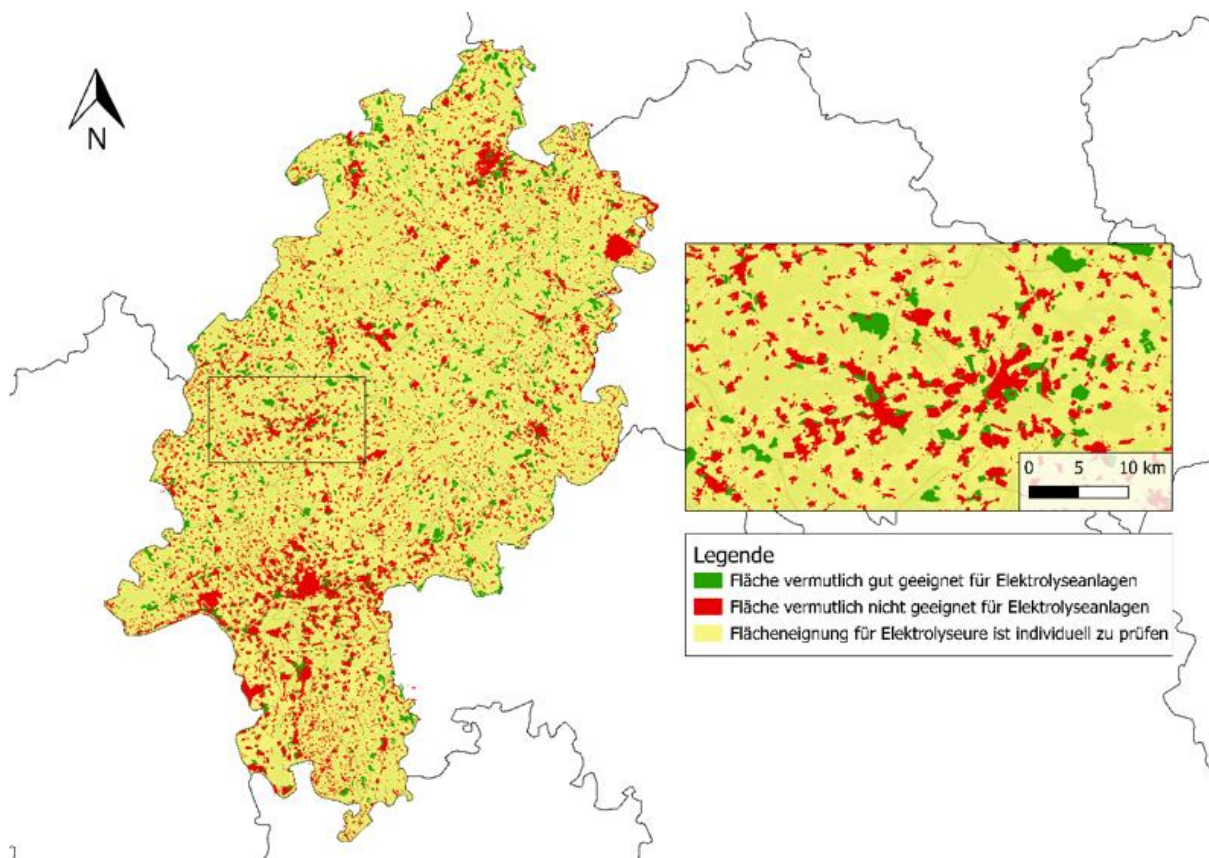 N
0 5 10 km
Legende
Fläche vermutlich gut geeignet für Elektrolyseanlagen
Fläche vermutlich nicht geeignet für Elektrolyseanlagen
Flächeneignung für Elektrolyseure ist individuell zu prüfen